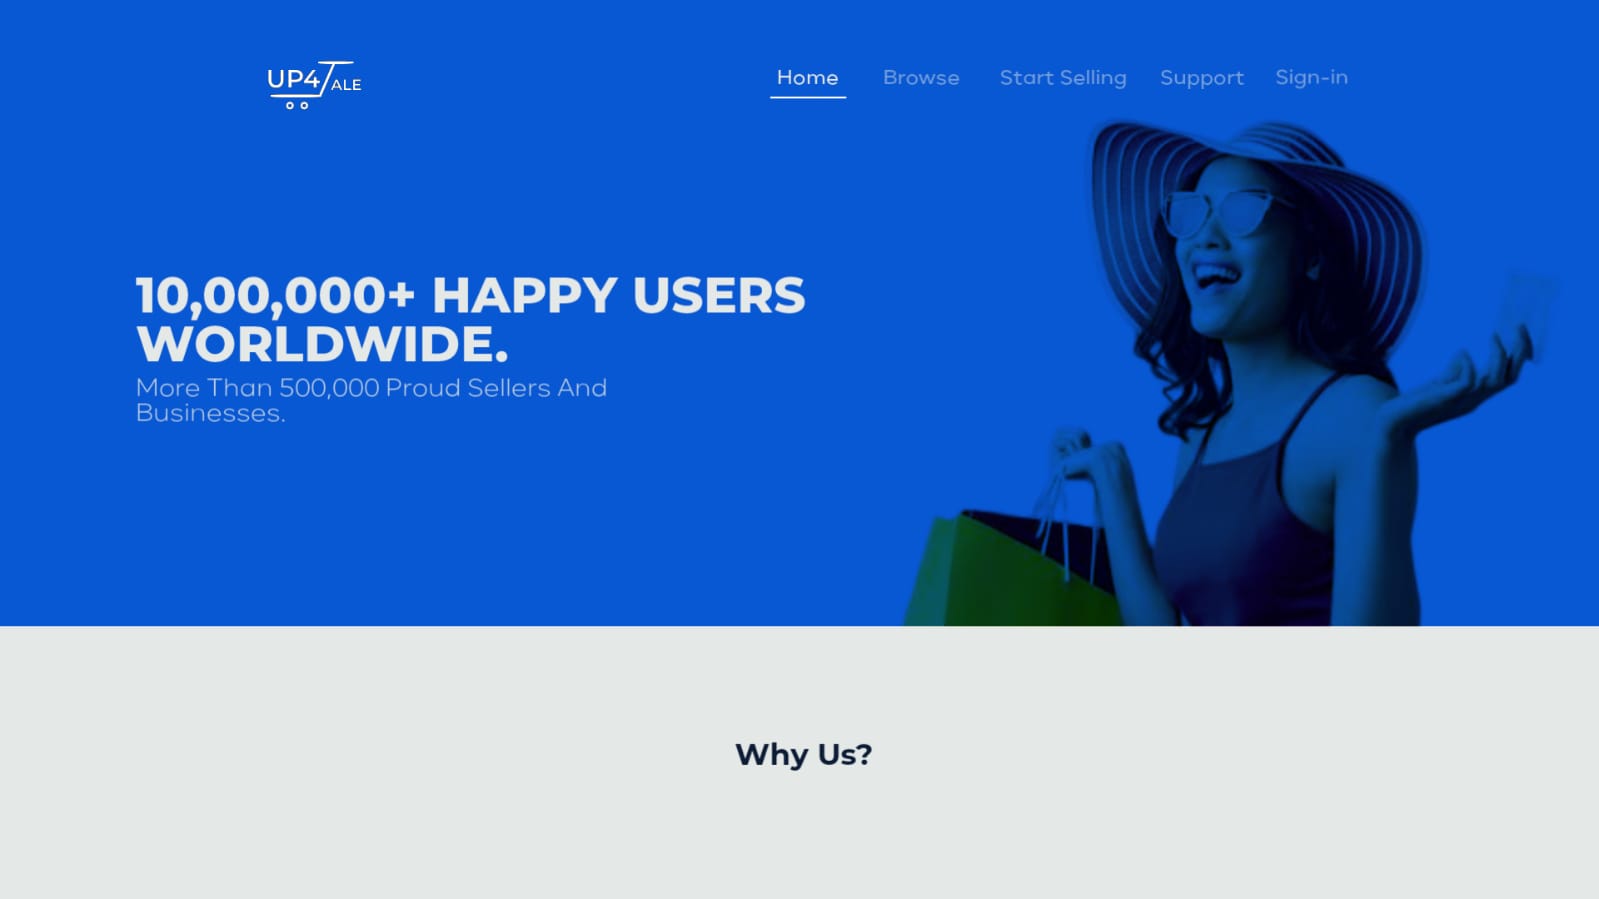 UP4TALE
Home Browse Start Selling Support Sign-in
10,00,000+ HAPPY USERS
WORLDWIDE.
More Than 500,000 Proud Sellers And
Businesses.
Why Us?